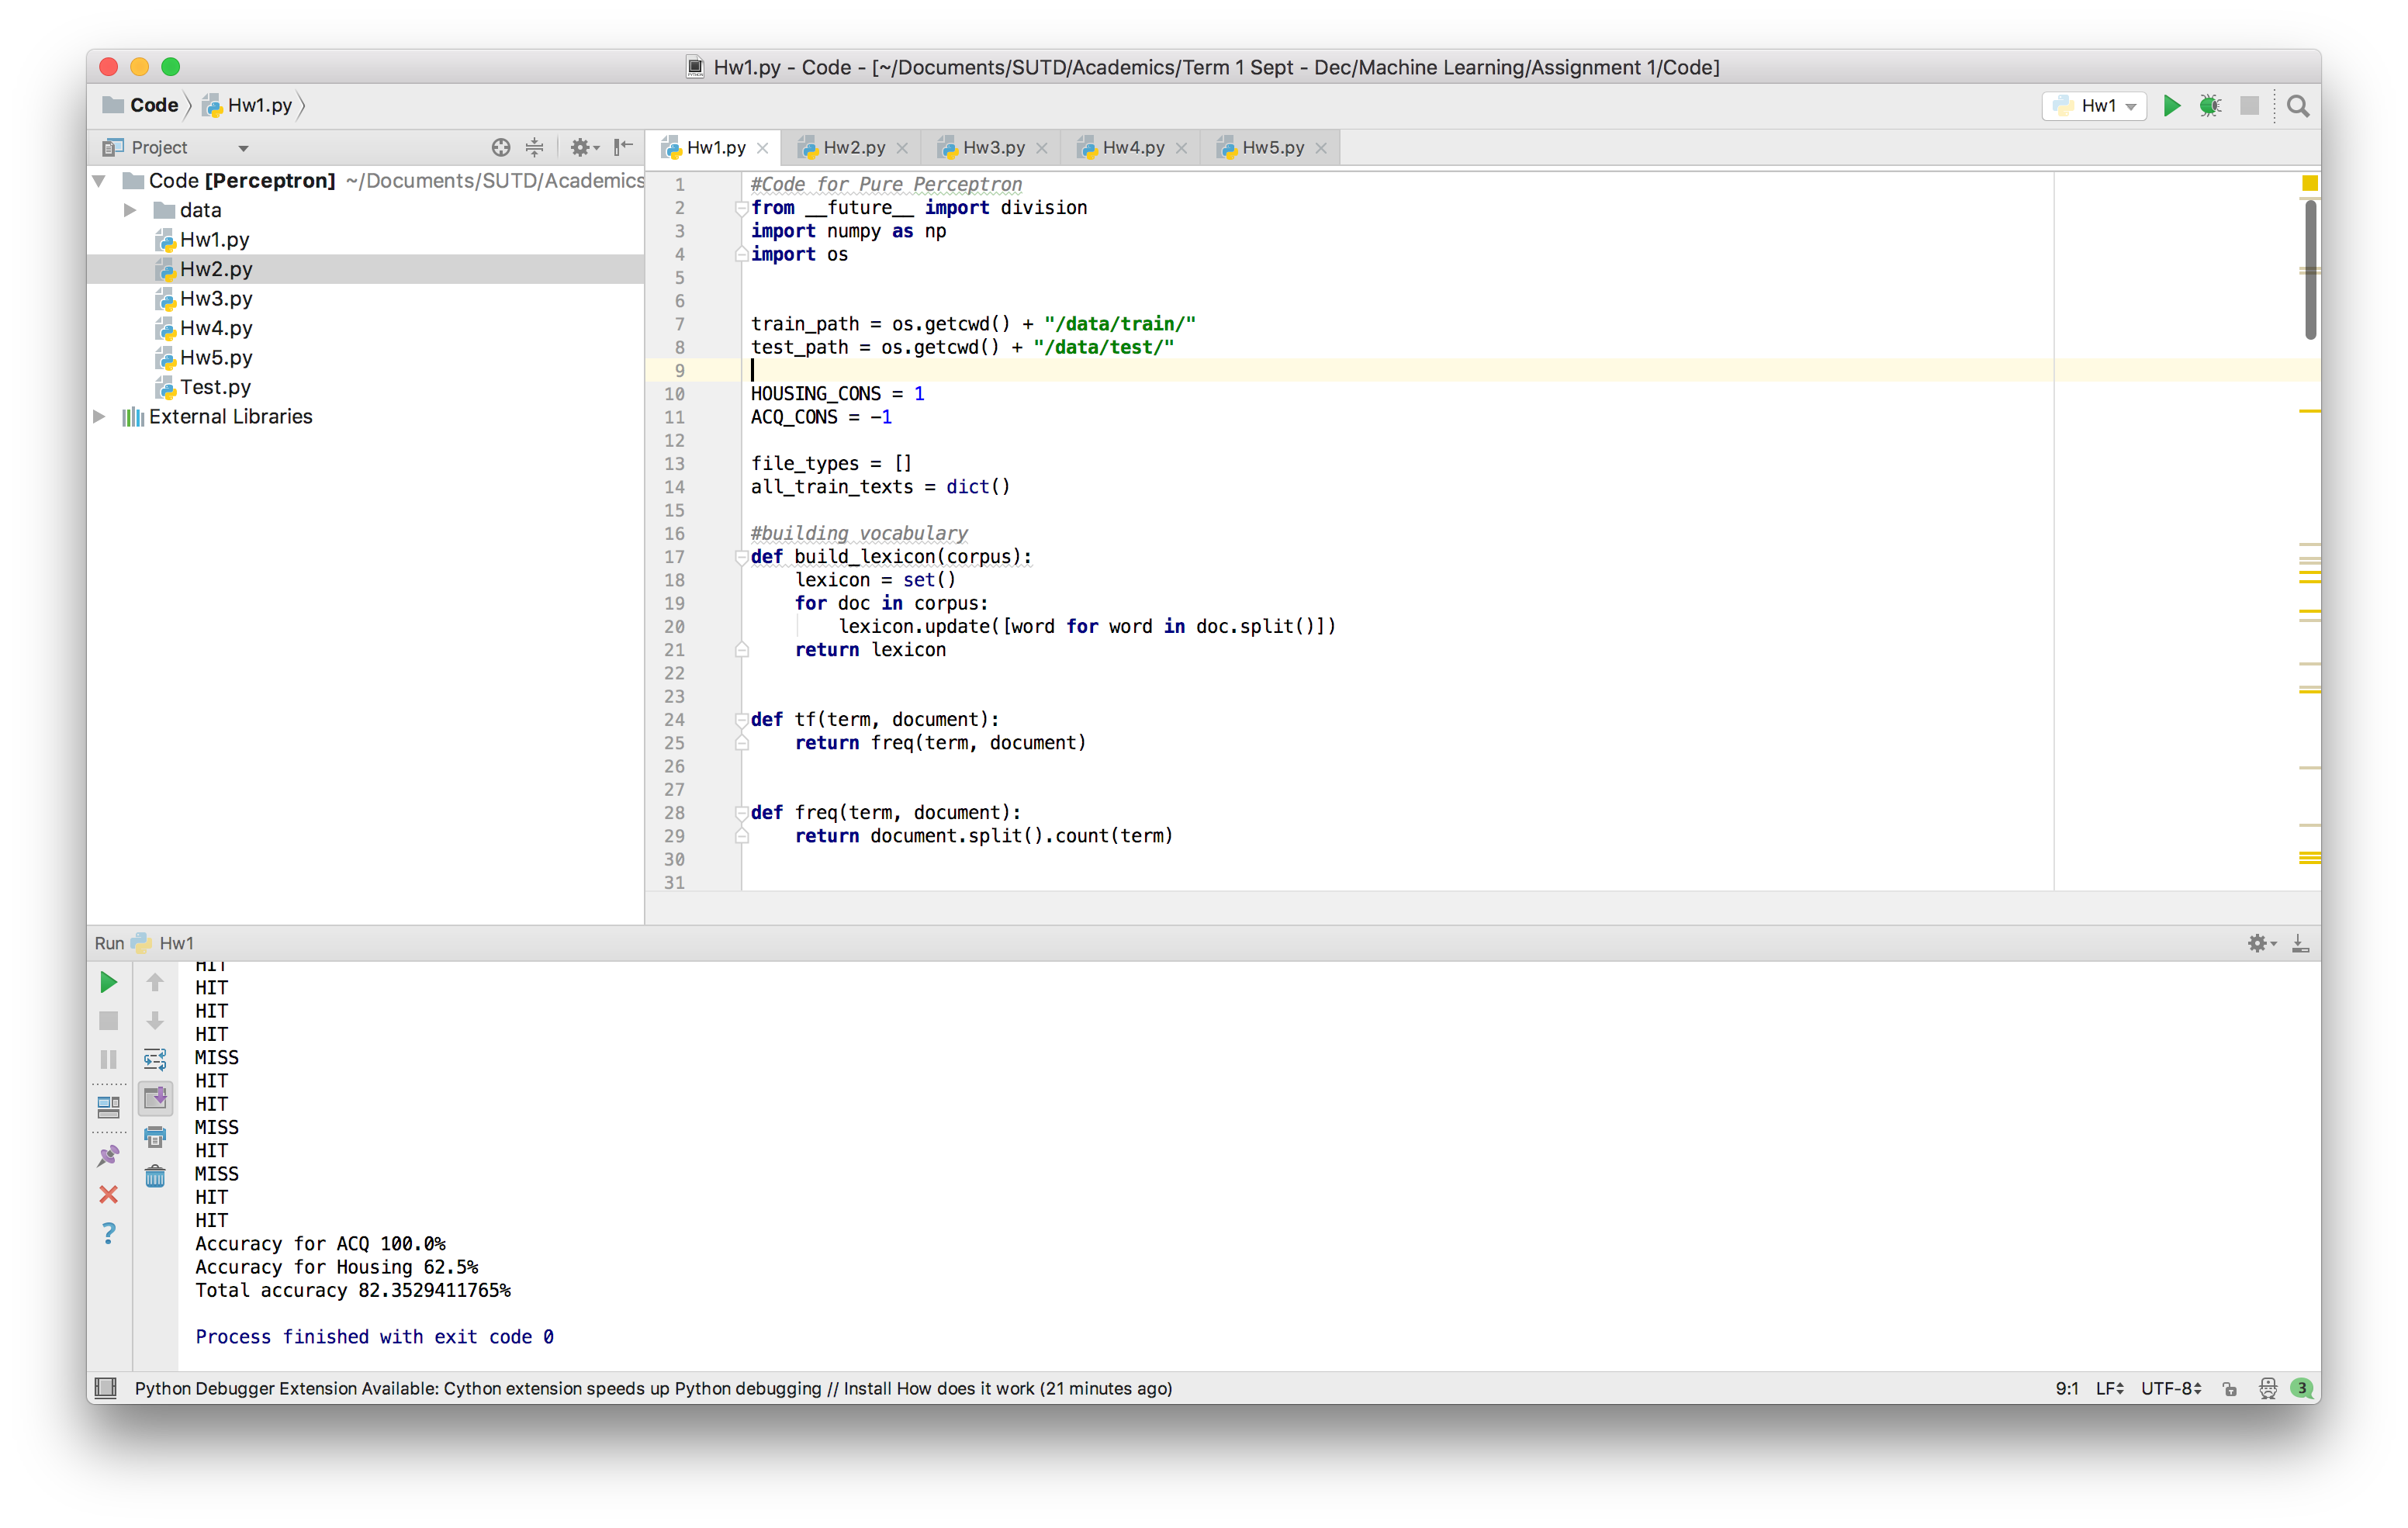 Hw1.py - Code - [~/Documents/SUTD/Academics/Term 1 Sept - Dec/Machine Learning/Assignment 1/Code]
Code Hw1.py Hw1
Project
Hw1.py Hw2.py Hw3.py Hw4.py Hw5.py
Code [Perceptron] ~/Documents/SUTD/Academics
data
Hw1.py
Hw2.py
Hw3.py
Hw4.py
Hw5.py
Test.py
External Libraries
1 #Code for Pure Perceptron
2 from __future__ import division
3 import numpy as np
4 import os
5
6
7 train_path = os.getcwd() + "/data/train/"
8 test_path = os.getcwd() + "/data/test/"
9
10 HOUSING_CONS = 1
11 ACQ_CONS = -1
12
13 file_types = []
14 all_train_texts = dict()
15
16 #building vocabulary
17 def build_lexicon(corpus):
18 lexicon = set()
19 for doc in corpus:
20 lexicon.update([word for word in doc.split()])
21 return lexicon
22
23
24 def tf(term, document):
25 return freq(term, document)
26
27
28 def freq(term, document):
29 return document.split().count(term)
30
31
Run Hw1
HIT
HIT
HIT
HIT
MISS
HIT
HIT
MISS
HIT
MISS
HIT
HIT
Accuracy for ACQ 100.0%
Accuracy for Housing 62.5%
Total accuracy 82.3529411765%
Process finished with exit code 0
Python Debugger Extension Available: Cython extension speeds up Python debugging // Install How does it work (21 minutes ago) 9:1 LF UTF-8 3